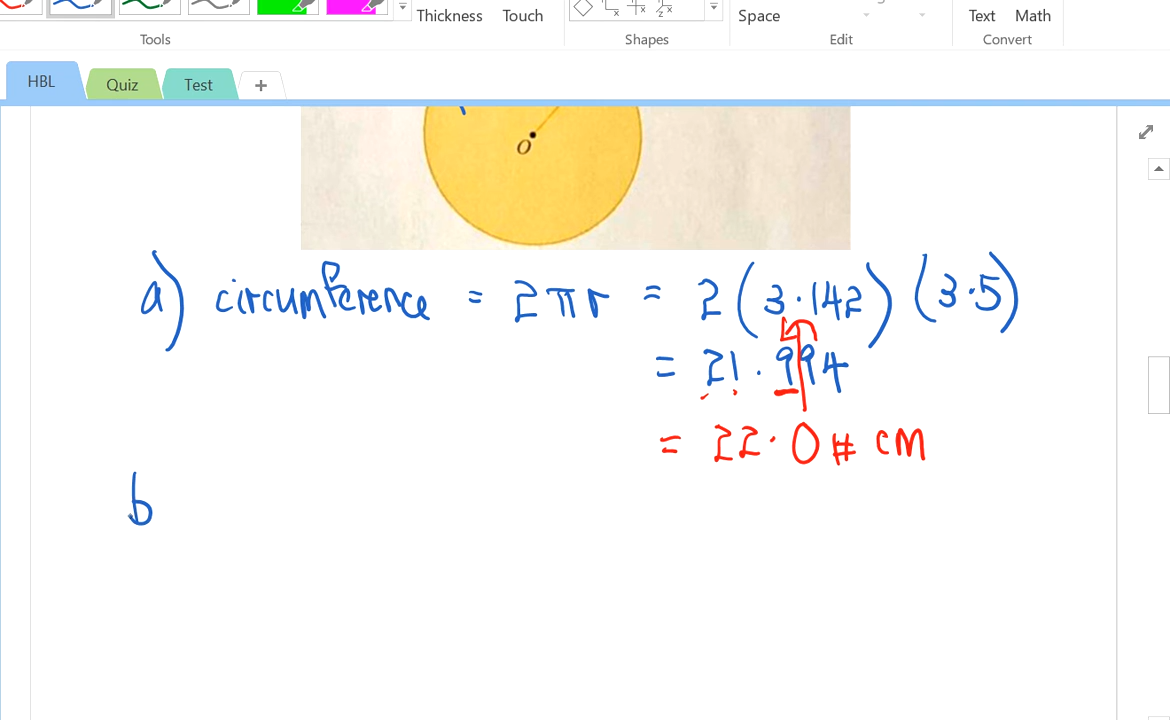 Thickness Touch Space Text Math
Tools Shapes Edit Convert
HBL Quiz Test +
O
a) circumference = 2πr = 2(3.142)(3.5)
= 21.994
= 22.0 # cm
b